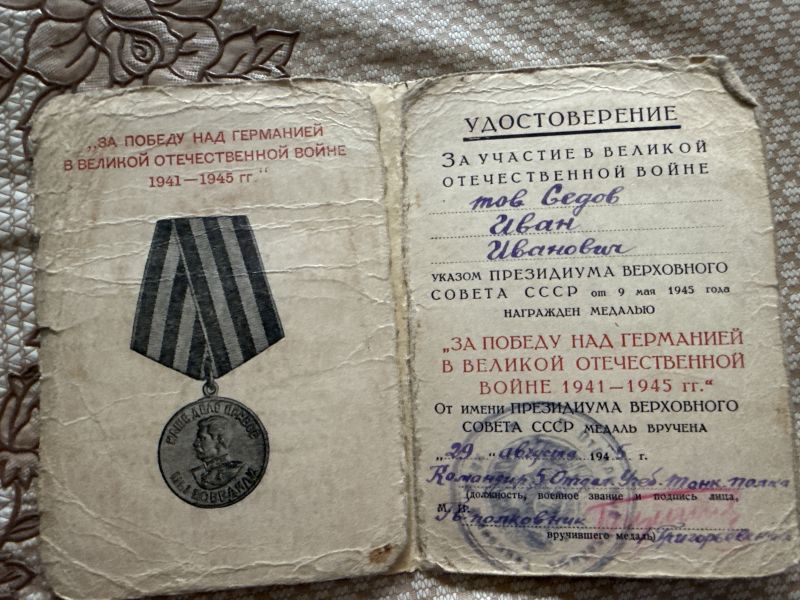 „ЗА ПОБЕДУ НАД ГЕРМАНИЕЙ
В ВЕЛИКОЙ ОТЕЧЕСТВЕННОЙ ВОЙНЕ
1941—1945 гг.“
НАШЕ ДЕЛО ПРАВОЕ
МЫ ПОБЕДИЛИ
УДОСТОВЕРЕНИЕ
ЗА УЧАСТИЕ В ВЕЛИКОЙ
ОТЕЧЕСТВЕННОЙ ВОЙНЕ
тов Седов
Иван
Иванович
УКАЗОМ ПРЕЗИДИУМА ВЕРХОВНОГО
СОВЕТА СССР от 9 мая 1945 года
НАГРАЖДЕН МЕДАЛЬЮ
„ЗА ПОБЕДУ НАД ГЕРМАНИЕЙ
В ВЕЛИКОЙ ОТЕЧЕСТВЕННОЙ
ВОЙНЕ 1941—1945 гг.“
От имени ПРЕЗИДИУМА ВЕРХОВНОГО
СОВЕТА СССР МЕДАЛЬ ВРУЧЕНА
„29 „ августа 1945 г.
Командир 5 Отдел. Учеб. Танк. полка
(должность, военное звание и подпись лица,
М. П.
Гв. полковник
вручившего медаль)